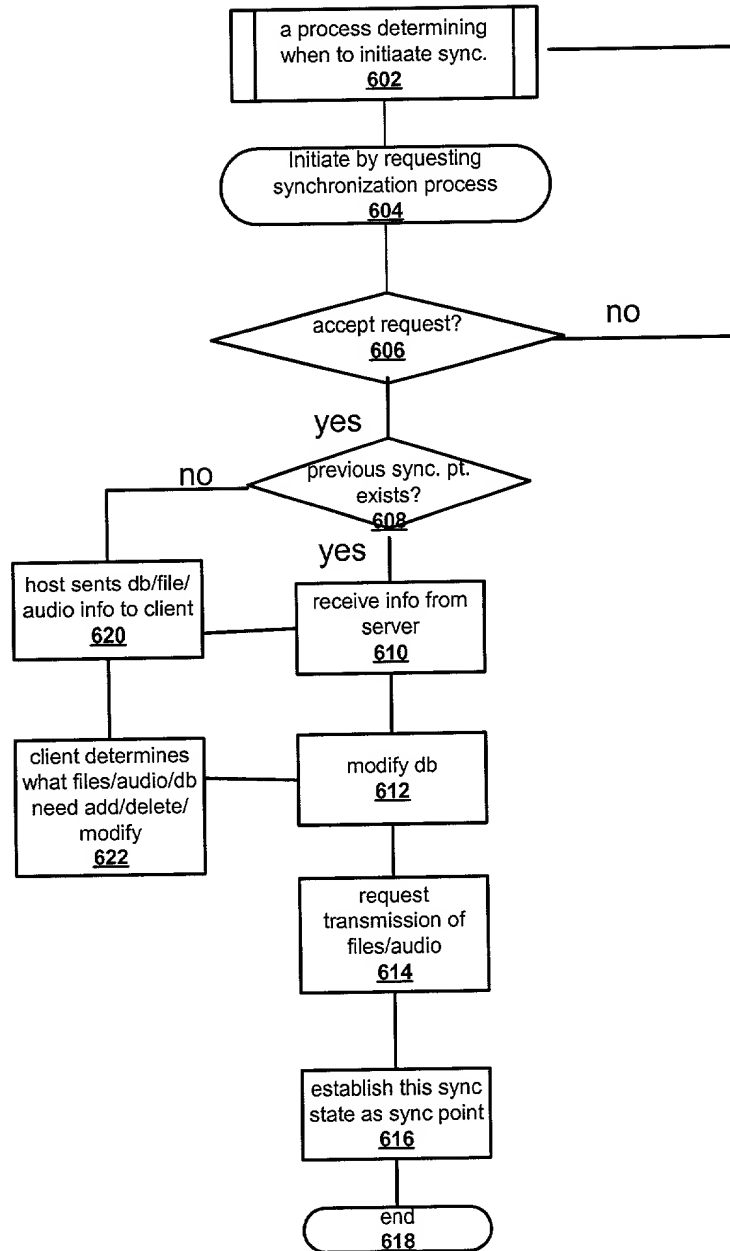 a process determining
when to initiaate sync.
602
Initiate by requesting
synchronization process
604
accept request?
606
no
yes
previous sync. pt.
exists?
608
no
yes
host sents db/file/
audio info to client
620
receive info from
server
610
client determines
what files/audio/db
need add/delete/
modify
622
modify db
612
request
transmission of
files/audio
614
establish this sync
state as sync point
616
end
618